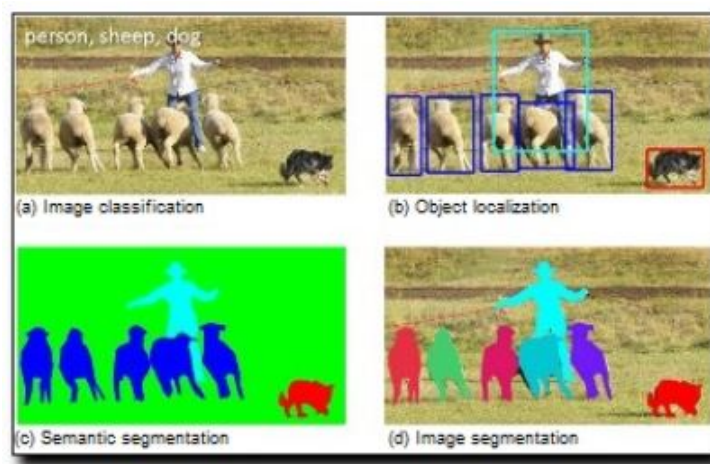 person, sheep, dog
(a) Image classification
(b) Object localization
(c) Semantic segmentation
(d) Image segmentation